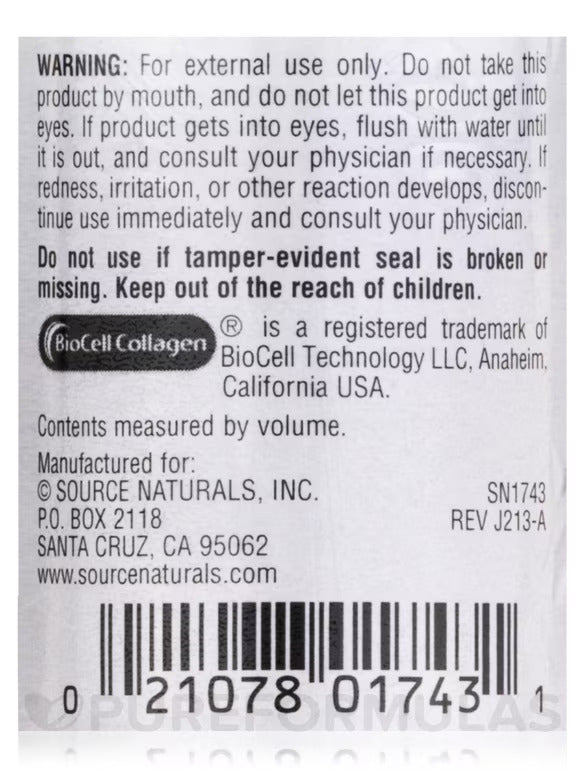 WARNING: For external use only. Do not take this
product by mouth, and do not let this product get into
eyes. If product gets into eyes, flush with water until
it is out, and consult your physician if necessary. If
redness, irritation, or other reaction develops, discon-
tinue use immediately and consult your physician.
Do not use if tamper-evident seal is broken or
missing. Keep out of the reach of children.
BioCell Collagen ® is a registered trademark of
BioCell Technology LLC, Anaheim,
California USA.
Contents measured by volume.
Manufactured for:
© SOURCE NATURALS, INC.
P.O. BOX 2118
SANTA CRUZ, CA 95062
www.sourcenaturals.com
SN1743
REV J213-A
0 21078 01743 1
PUREFORMULAS